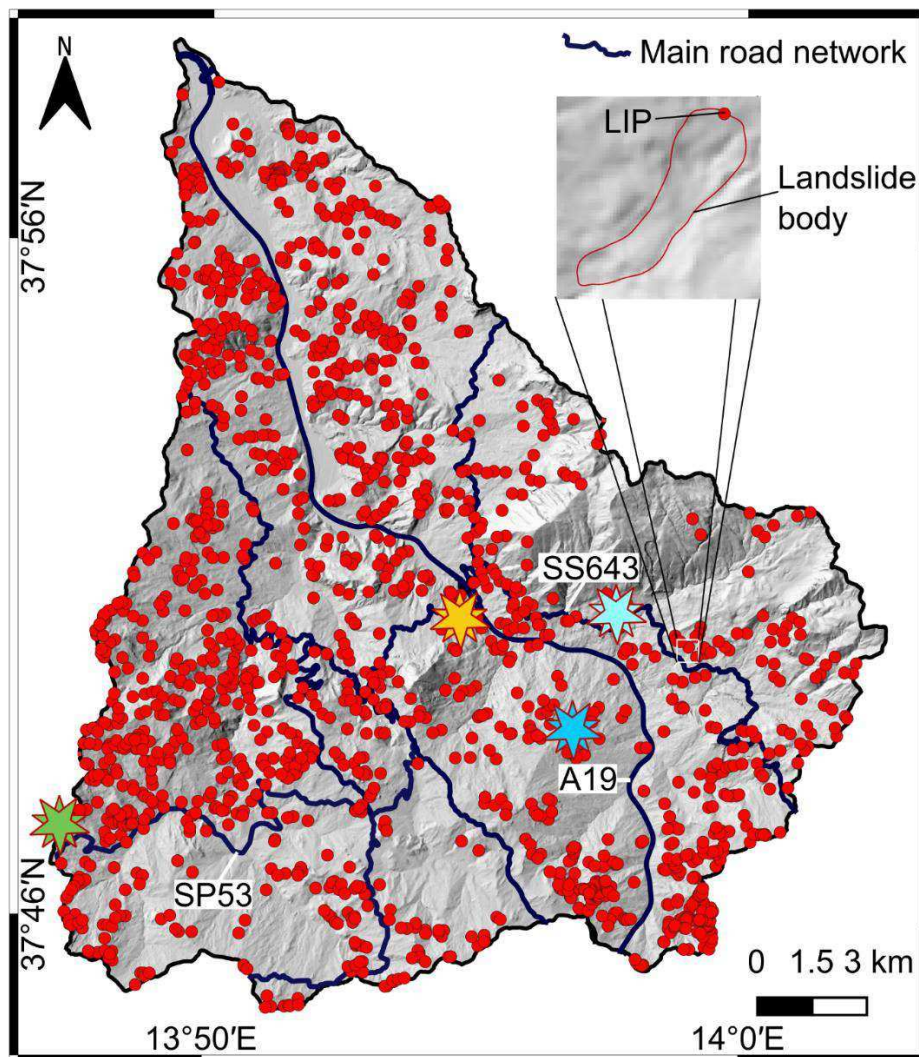 N
Main road network
LIP
Landslide
body
37°56′N
SS643
A19
SP53
37°46′N
0 1.5 3 km
13°50′E
14°0′E